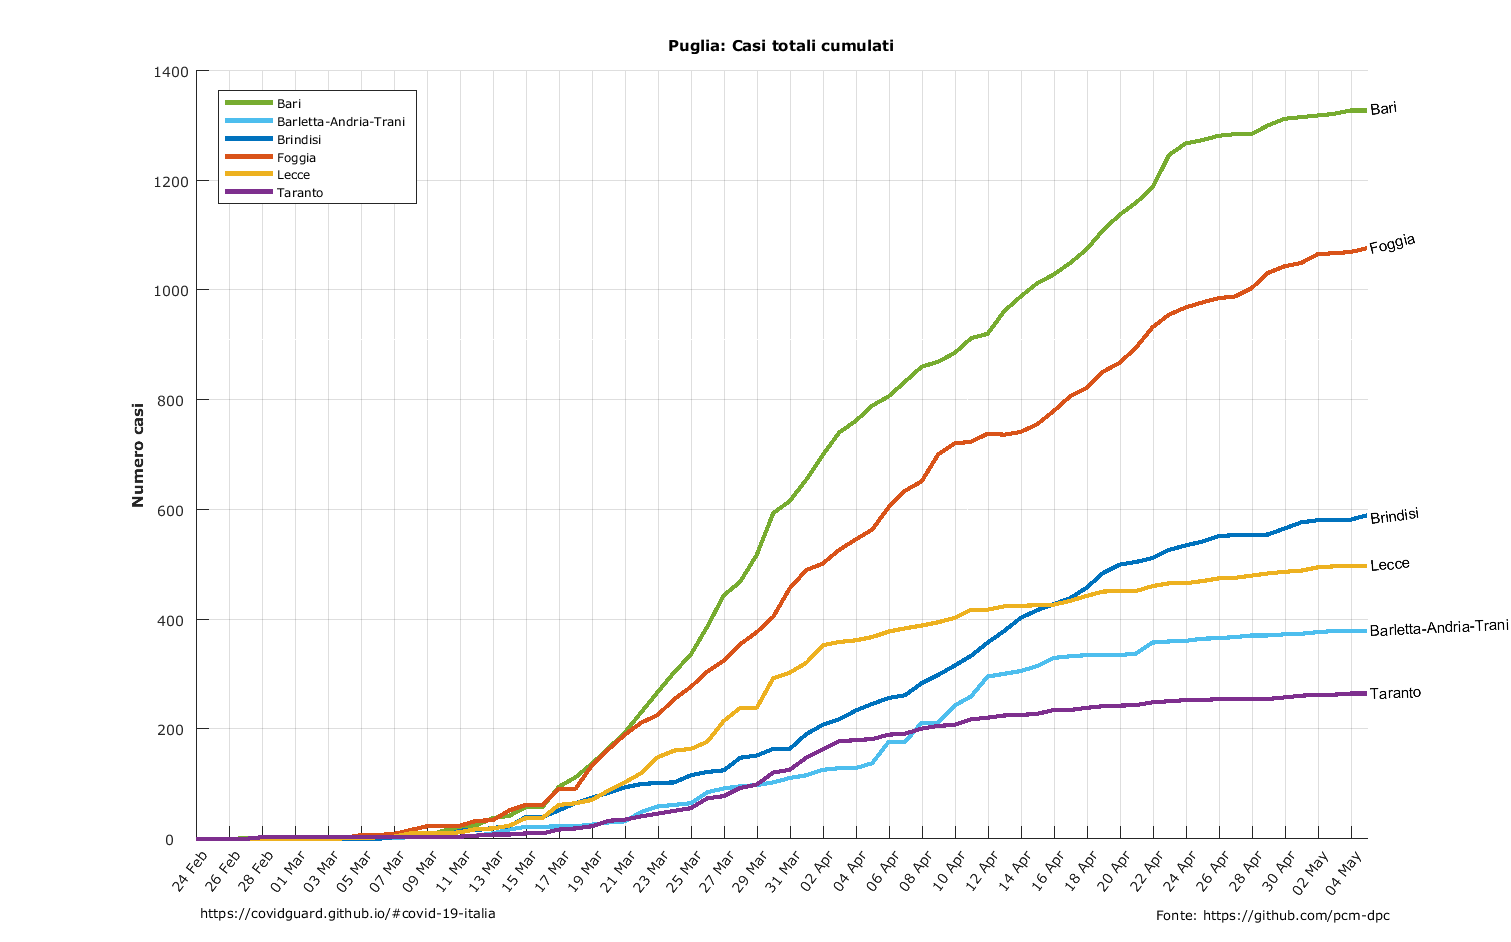 Puglia: Casi totali cumulati
1400
1200
1000
800
600
400
200
0
Numero casi
Bari
Barletta-Andria-Trani
Brindisi
Foggia
Lecce
Taranto
Bari
Foggia
Brindisi
Lecce
Barletta-Andria-Trani
Taranto
24 Feb
26 Feb
28 Feb
01 Mar
03 Mar
05 Mar
07 Mar
09 Mar
11 Mar
13 Mar
15 Mar
17 Mar
19 Mar
21 Mar
23 Mar
25 Mar
27 Mar
29 Mar
31 Mar
02 Apr
04 Apr
06 Apr
08 Apr
10 Apr
12 Apr
14 Apr
16 Apr
18 Apr
20 Apr
22 Apr
24 Apr
26 Apr
28 Apr
30 Apr
02 May
04 May
https://covidguard.github.io/#covid-19-italia
Fonte: https://github.com/pcm-dpc